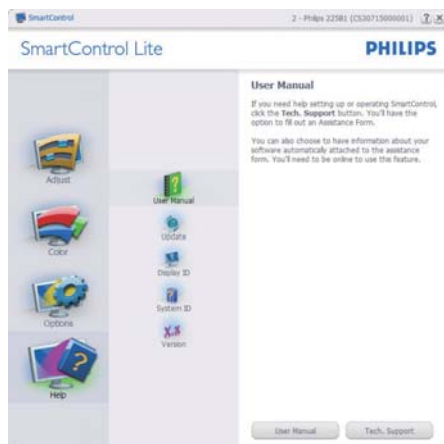 SmartControl
2 - Philips 225B1 (CS30715000001)
SmartControl Lite
PHILIPS
Adjust
Color
Options
Help
User Manual
Update
Display ID
System ID
Version
User Manual
If you need help setting up or operating SmartControl,
click the Tech. Support button. You'll have the
option to fill out an Assistance Form.
You can also choose to have information about your
software automatically attached to the assistance
form. You'll need to be online to use this feature.
User Manual
Tech. Support